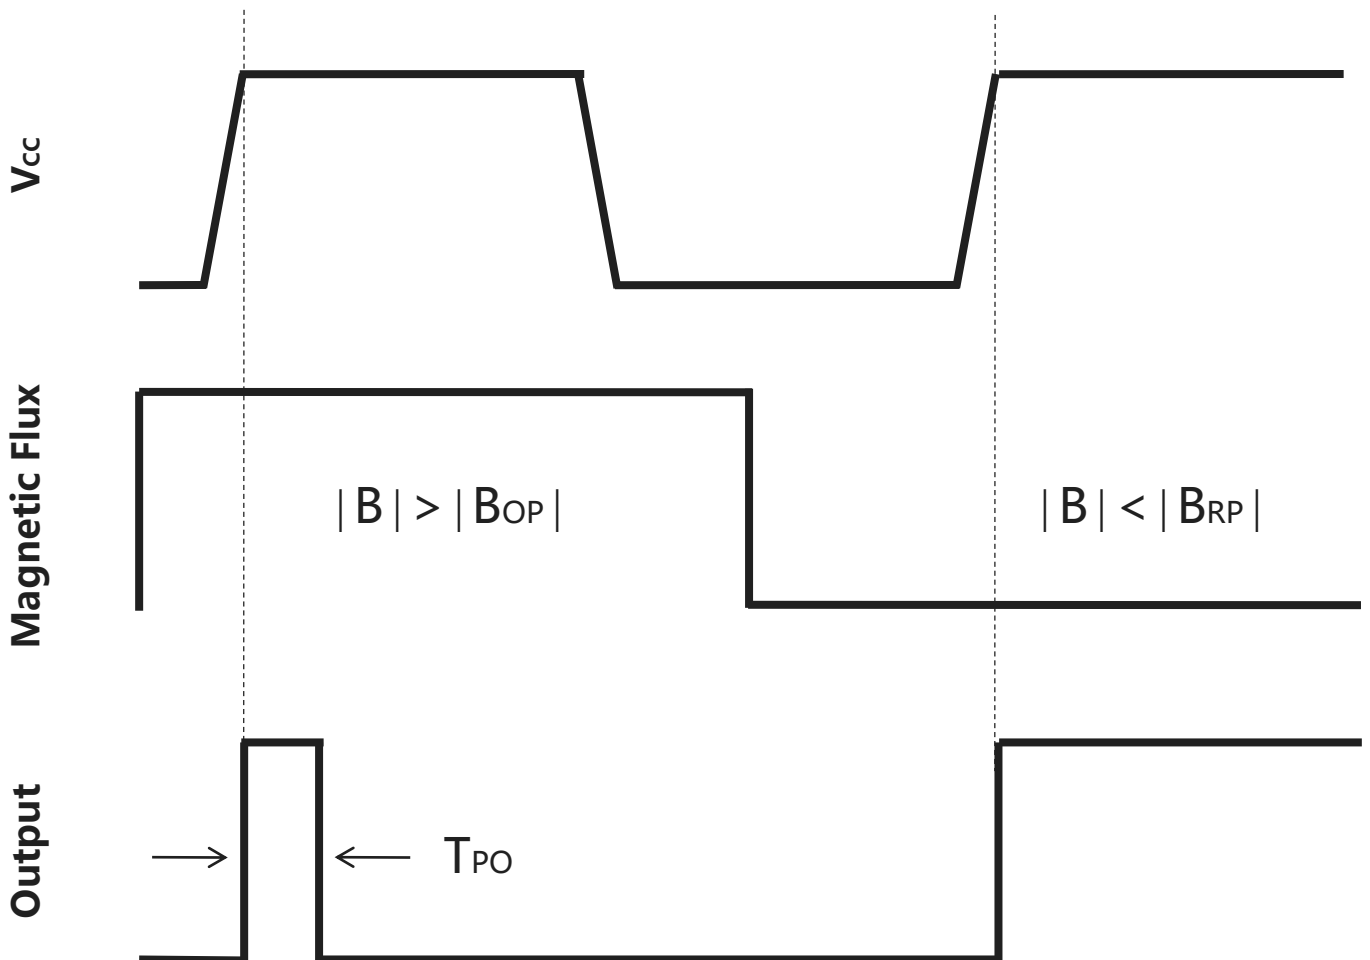 Vcc
Magnetic Flux
| B | > | BOP |
| B | < | BRP |
Output
TPO